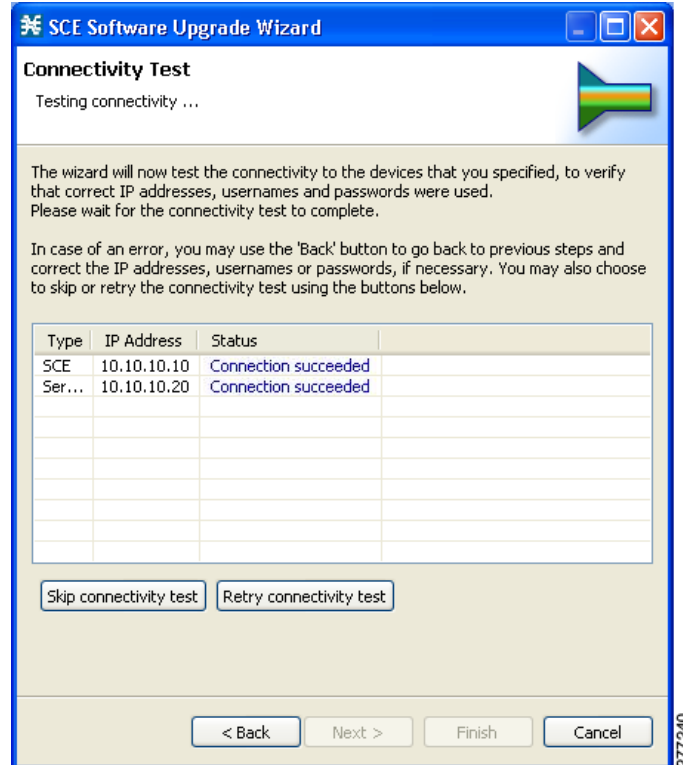 SCE Software Upgrade Wizard
Connectivity Test
Testing connectivity ...
The wizard will now test the connectivity to the devices that you specified, to verify
that correct IP addresses, usernames and passwords were used.
Please wait for the connectivity test to complete.
In case of an error, you may use the 'Back' button to go back to previous steps and
correct the IP addresses, usernames or passwords, if necessary. You may also choose
to skip or retry the connectivity test using the buttons below.
Type IP Address Status
SCE 10.10.10.10 Connection succeeded
Ser... 10.10.10.20 Connection succeeded
Skip connectivity test Retry connectivity test
< Back Next > Finish Cancel
277240